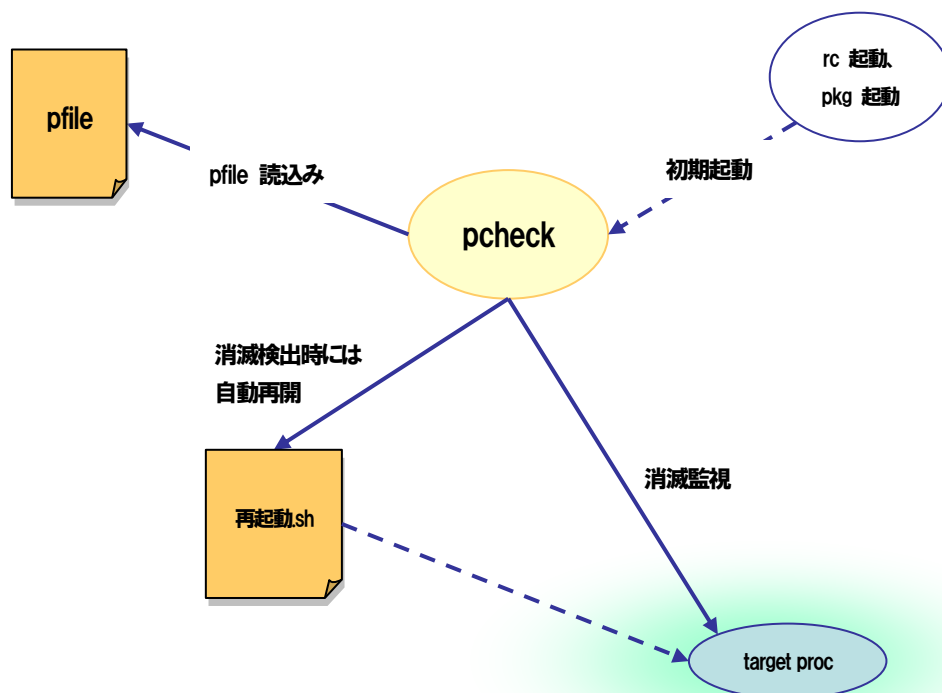 rc 起動、
pkg 起動
pfile
pfile 読込み
初期起動
pcheck
消滅検出時には
自動再開
消滅監視
再起動.sh
target proc